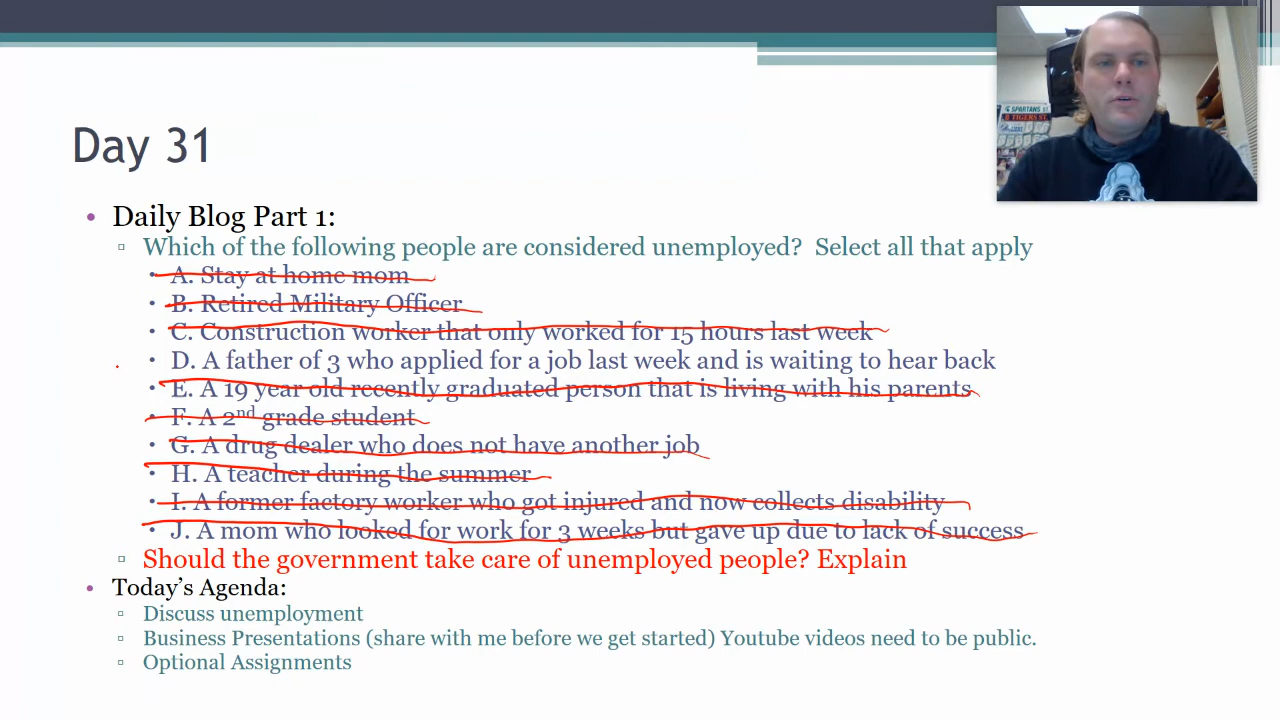 SPARTANS ST
Day 31
Daily Blog Part 1:
Which of the following people are considered unemployed? Select all that apply
A. Stay at home mom
B. Retired Military Officer
C. Construction worker that only worked for 15 hours last week
D. A father of 3 who applied for a job last week and is waiting to hear back
E. A 19 year old recently graduated person that is living with his parents
F. A 2nd grade student
G. A drug dealer who does not have another job
H. A teacher during the summer
I. A former factory worker who got injured and now collects disability
J. A mom who looked for work for 3 weeks but gave up due to lack of success
Should the government take care of unemployed people? Explain
Today’s Agenda:
Discuss unemployment
Business Presentations (share with me before we get started) Youtube videos need to be public.
Optional Assignments